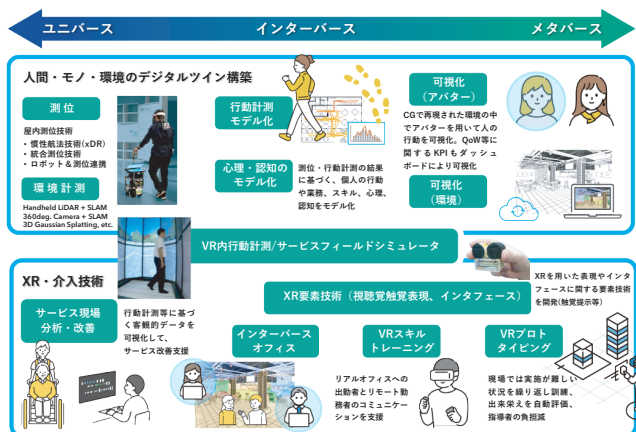 ユニバース
インターバース
メタバース
人間・モノ・環境のデジタルツイン構築
測位
屋内測位技術
・慣性航法技術(xDR)
・統合測位技術
・ロボット&測位連携
環境計測
Handheld LiDAR + SLAM
360deg. Camera + SLAM
3D Gaussian Splatting, etc.
行動計測
モデル化
心理・認知の
モデル化
測位・行動計測の結果
に基づく、個人の行動
や業務、スキル、心理、
認知をモデル化
可視化
(アバター)
CGで再現された環境の中
でアバターを用いて人の
行動を可視化。QoW等に
関するKPIもダッシュ
ボードにより可視化
可視化
(環境)
VR内行動計測/サービスフィールドシミュレータ
XR・介入技術
XR要素技術(視聴覚触覚表現、インタフェース)
XRを用いた表現やインタ
フェースに関する要素技術
を開発(触覚提示等)
サービス現場
分析・改善
行動計測等に基づ
く客観的データを
可視化して、
サービス改善支援
インターバース
オフィス
リアルオフィスへの
出勤者とリモート勤
務者のコミュニケー
ションを支援
VRスキル
トレーニング
VRプロト
タイピング
現場では実施が難しい
状況を繰り返し訓練、
出来栄えを自動評価、
指導者の負担減